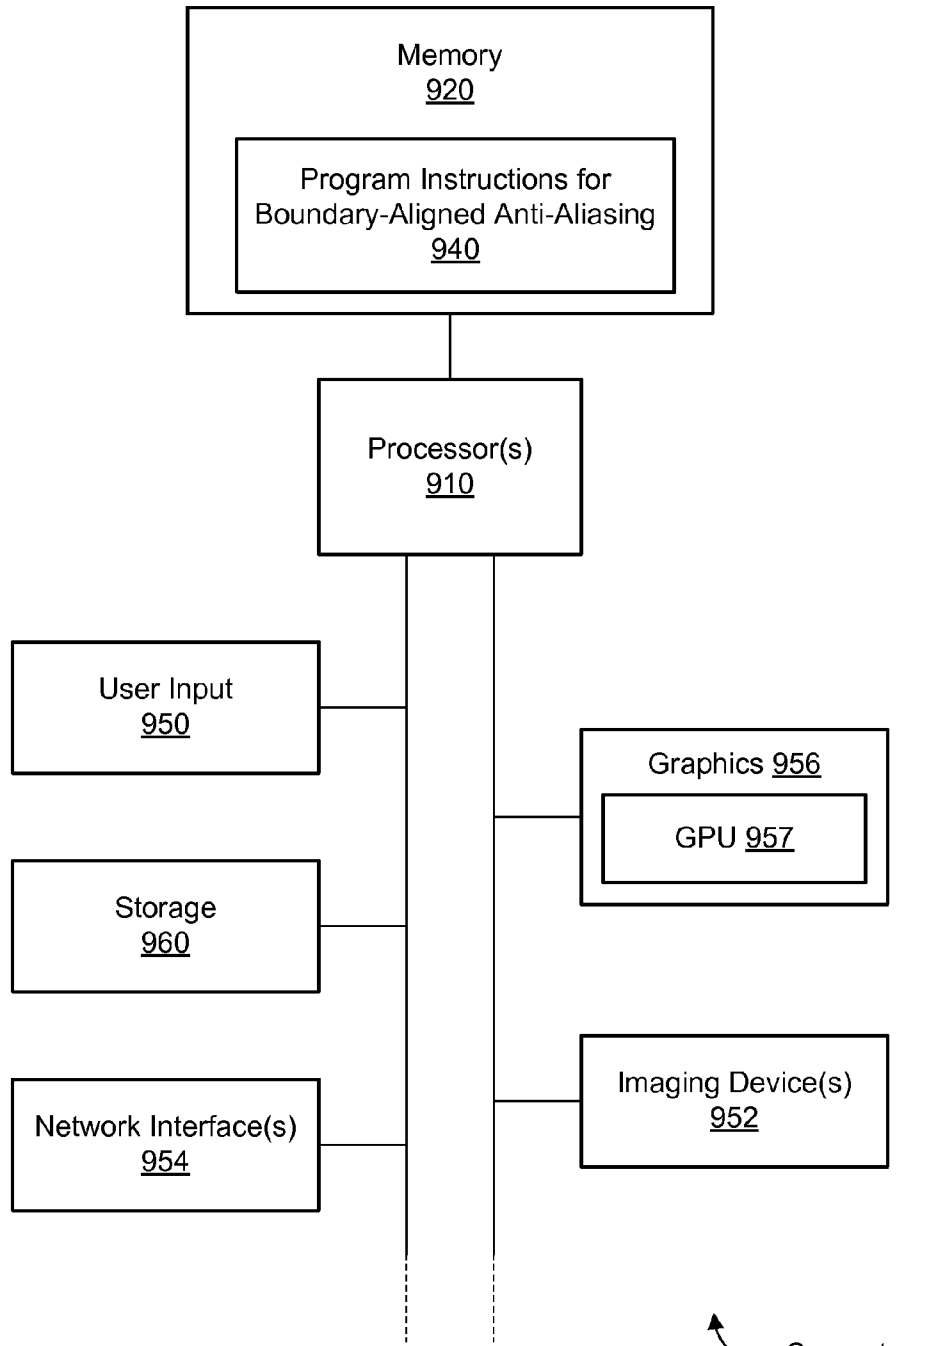 Memory
920
Program Instructions for
Boundary-Aligned Anti-Aliasing
940
Processor(s)
910
User Input
950
Graphics 956
GPU 957
Storage
960
Imaging Device(s)
952
Network Interface(s)
954